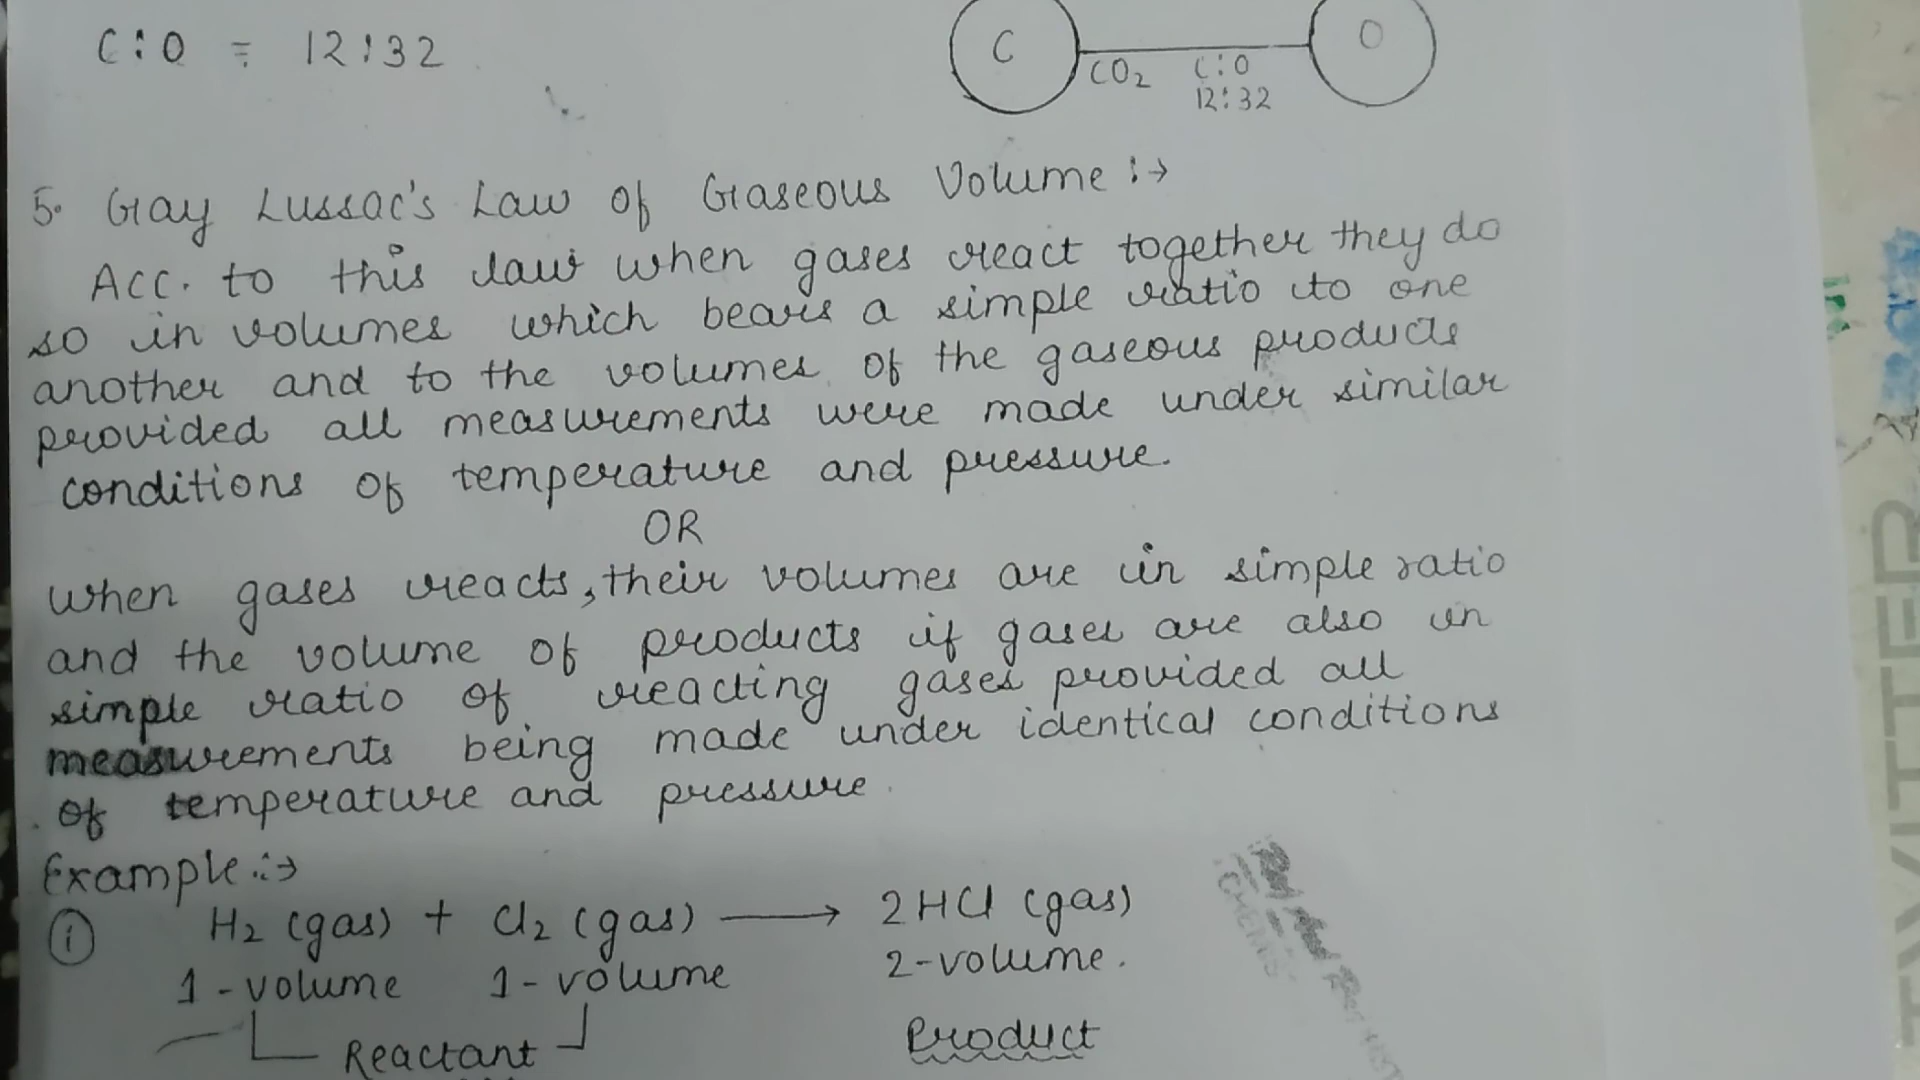 C:O = 12:32
C
O
CO2
C:O
12:32
5. Gay Lussac's Law of Gaseous Volume :→
Acc. to this law when gases react together they do
so in volumes which bears a simple ratio to one
another and to the volumes of the gaseous products
provided all measurements were made under similar
conditions of temperature and pressure.
OR
When gases reacts, their volumes are in simple ratio
and the volume of products if gases are also in
simple ratio of reacting gases provided all
measurements being made under identical conditions
of temperature and pressure.
Example :→
(i) H2 (gas) + Cl2 (gas) ⟶ 2HCl (gas)
1-volume 1-volume 2-volume.
Reactant Product